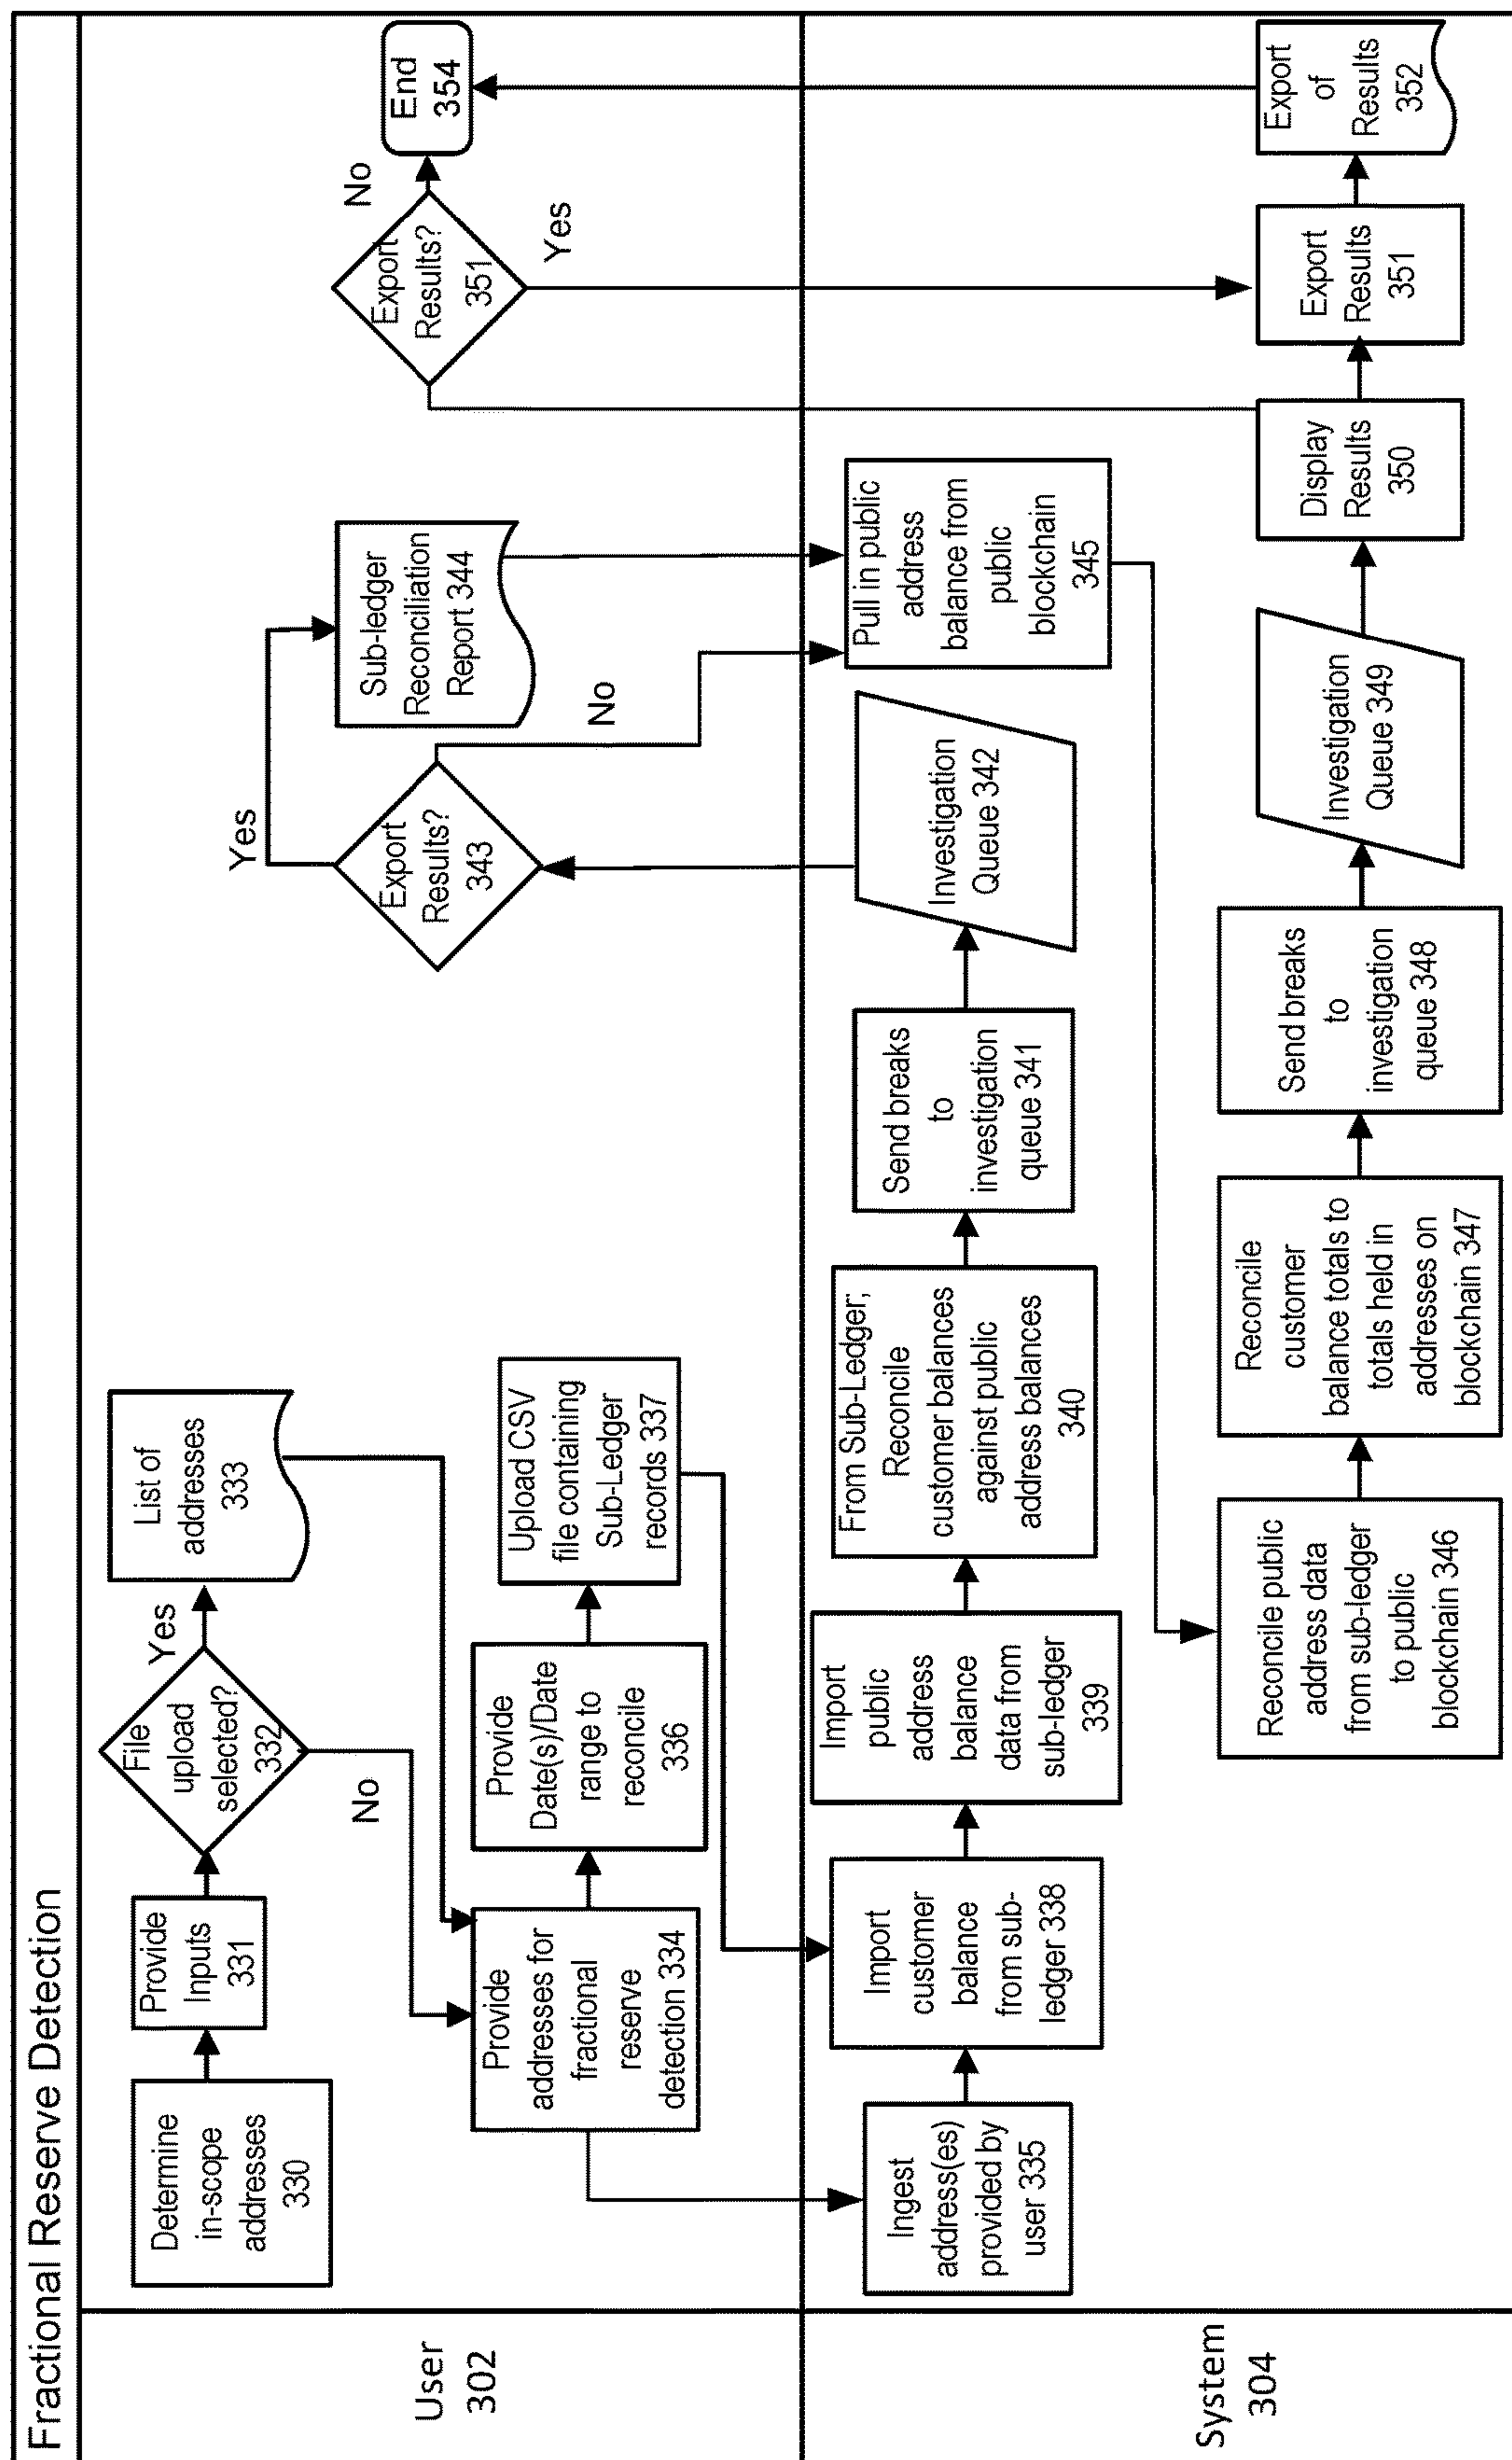 Fractional Reserve Detection
User
302
Determine
in-scope
addresses
330
Provide
Inputs
331
File
upload
selected?
332
Yes
No
List of
addresses
333
Provide
addresses for
fractional
reserve
detection 334
Provide
Date(s)/Date
range to
reconcile
336
Upload CSV
file containing
Sub-Ledger
records 337
Export
Results?
343
Yes
No
Sub-ledger
Reconciliation
Report 344
Export
Results?
351
No
Yes
End
354
System
304
Ingest
address(es)
provided by
user 335
Import
customer
balance
from sub-
ledger 338
Import
public
address
balance
data from
sub-ledger
339
From Sub-Ledger;
Reconcile
customer balances
against public
address balances
340
Send breaks
to
investigation
queue 341
Investigation
Queue 342
Pull in public
address
balance from
public
blockchain
345
Reconcile public
address data
from sub-ledger
to public
blockchain 346
Reconcile
customer
balance totals to
totals held in
addresses on
blockchain 347
Send breaks
to
investigation
queue 348
Investigation
Queue 349
Display
Results
350
Export
Results
351
Export
of
Results
352